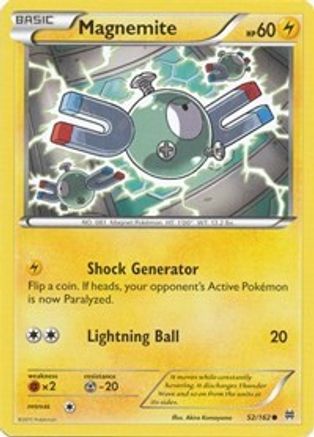 BASIC
Magnemite
HP60
NO. 081 Magnet Pokémon HT: 1'00" WT: 13.2 lbs.
Shock Generator
Flip a coin. If heads, your opponent's Active Pokémon
is now Paralyzed.
Lightning Ball 20
weakness resistance
×2 -20
retreat
It moves while constantly
hovering. It discharges Thunder
Wave and so on from the units at
its sides.
©2015 Pokémon
Illus. Akira Komayama
52/162